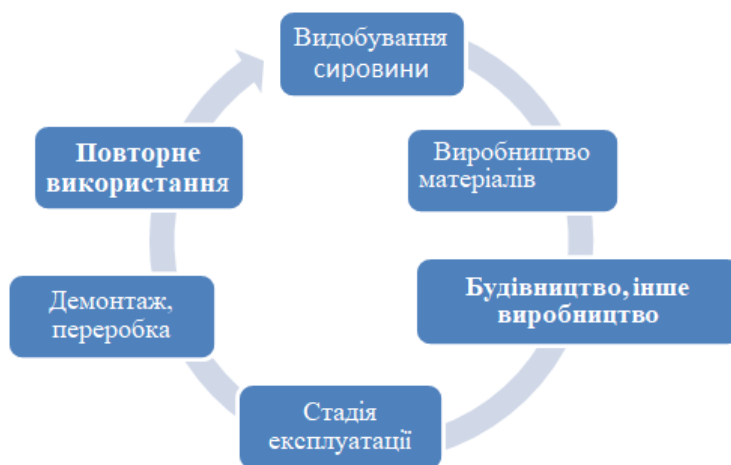 Видобування
сировини
Виробництво
матеріалів
Будівництво, інше
виробництво
Стадія
експлуатації
Демонтаж,
переробка
Повторне
використання